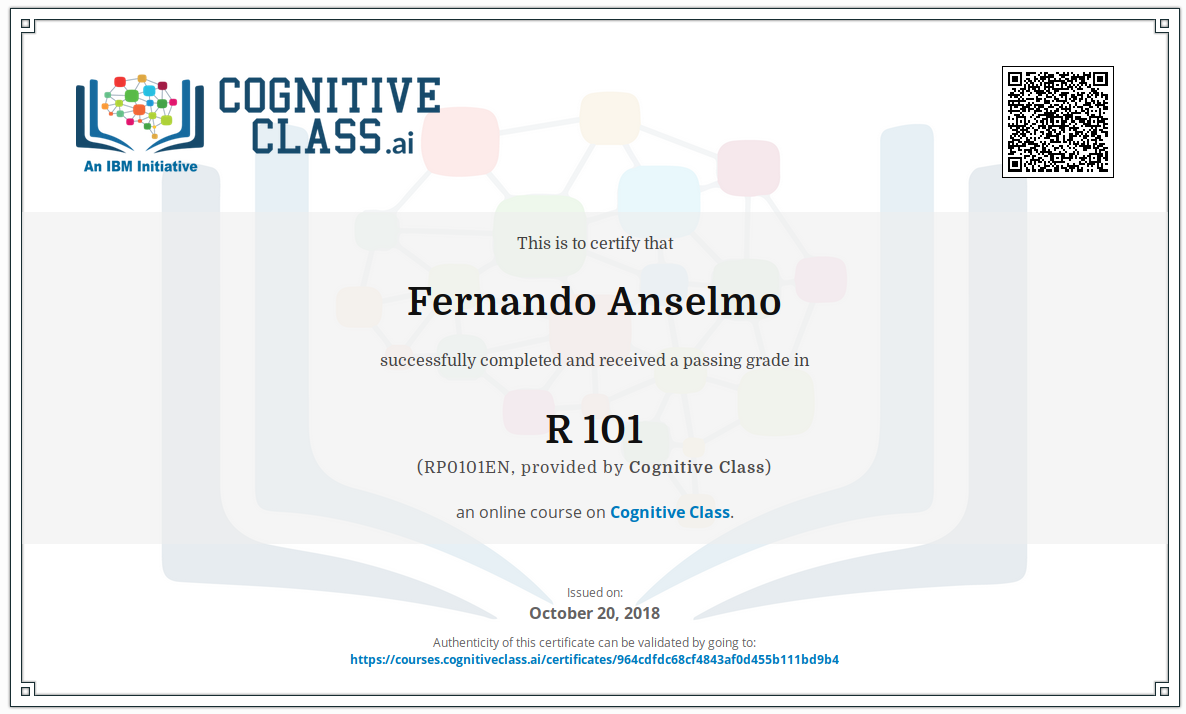 COGNITIVE
CLASS.ai
An IBM Initiative
This is to certify that
Fernando Anselmo
successfully completed and received a passing grade in
R 101
(RP0101EN, provided by Cognitive Class)
an online course on Cognitive Class.
Issued on:
October 20, 2018
Authenticity of this certificate can be validated by going to:
https://courses.cognitiveclass.ai/certificates/964cdfdc68cf4843af0d455b111bd9b4